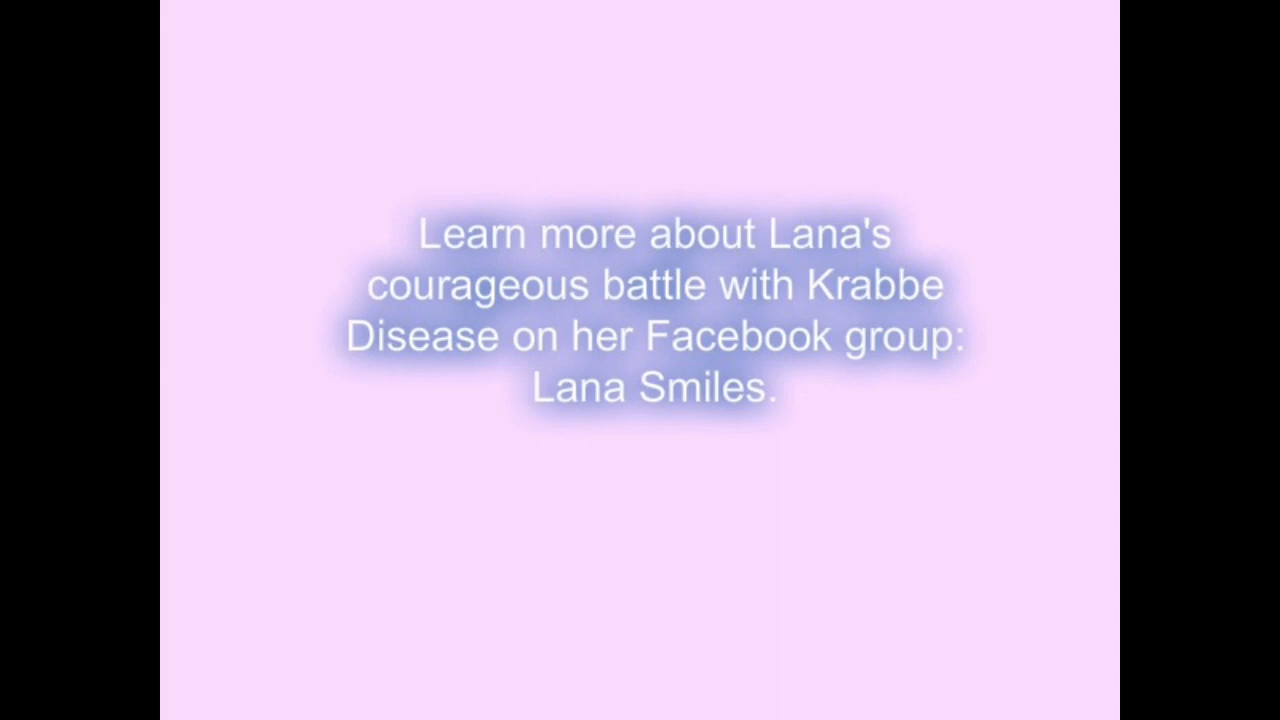 Learn more about Lana's
courageous battle with Krabbe
Disease on her Facebook group:
Lana Smiles.